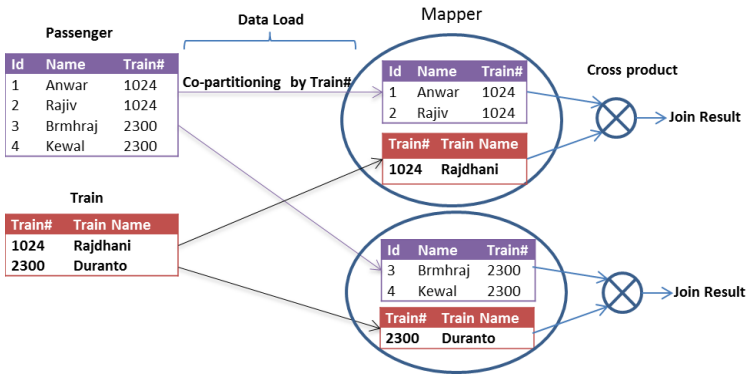 Data Load
Mapper
Passenger
Id Name Train#
1 Anwar 1024
2 Rajiv 1024
3 Brmhraj 2300
4 Kewal 2300
Co-partitioning by Train#
Id Name Train#
1 Anwar 1024
2 Rajiv 1024
Train# Train Name
1024 Rajdhani
Cross product
Join Result
Train
Train# Train Name
1024 Rajdhani
2300 Duranto
Id Name Train#
3 Brmhraj 2300
4 Kewal 2300
Train# Train Name
2300 Duranto
Join Result